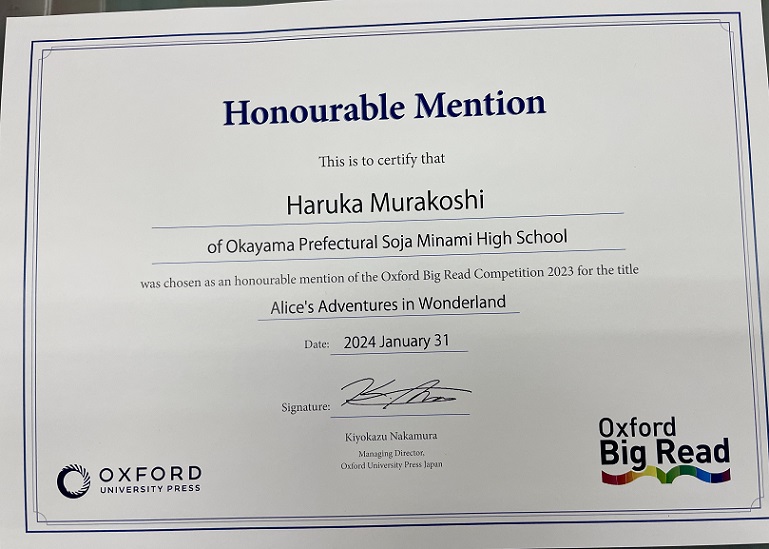 Honourable Mention
This is to certify that
Haruka Murakoshi
of Okayama Prefectural Soja Minami High School
was chosen as an honourable mention of the Oxford Big Read Competition 2023 for the title
Alice's Adventures in Wonderland
Date: 2024 January 31
Signature:
Kiyokazu Nakamura
Managing Director,
Oxford University Press Japan
OXFORD
UNIVERSITY PRESS
Oxford
Big Read